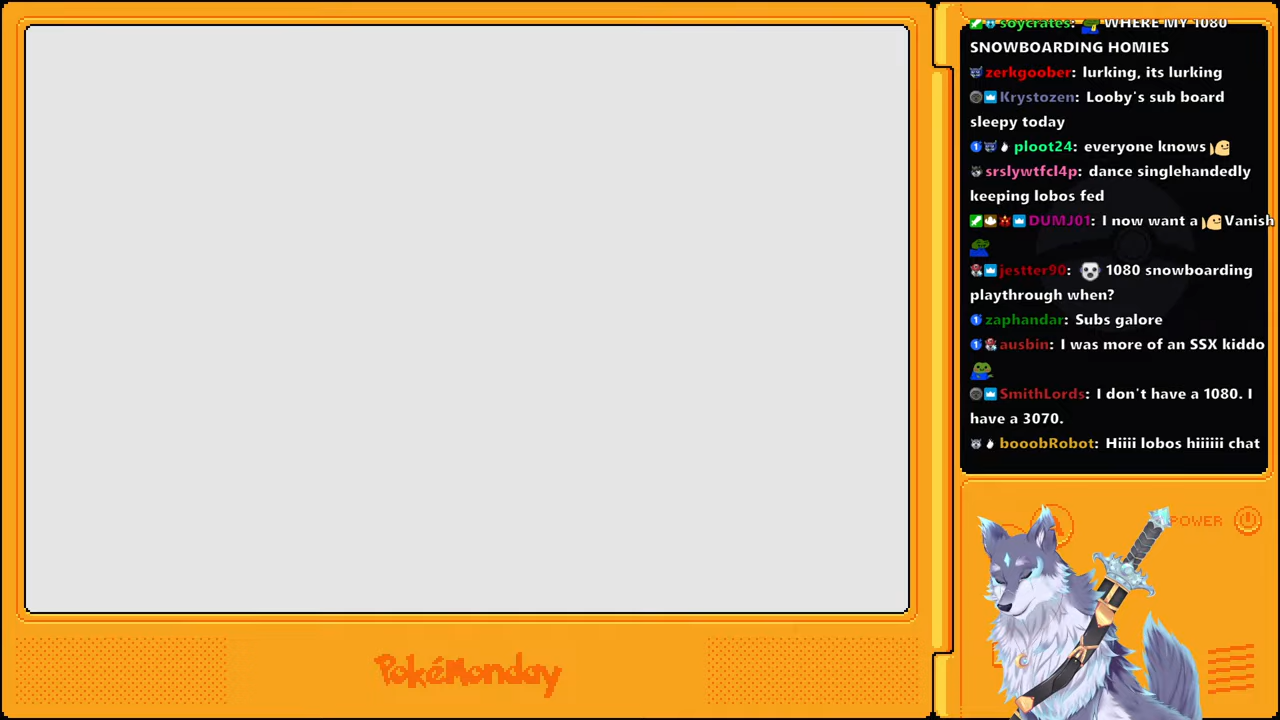 soycrates: WHERE MY 1080
SNOWBOARDING HOMIES
zerkgoober: lurking, its lurking
Krystozen: Looby's sub board
sleepy today
ploot24: everyone knows
srslywtfcl4p: dance singlehandedly
keeping lobos fed
DUMJ01: I now want a Vanish
jestter90: 1080 snowboarding
playthrough when?
zaphandar: Subs galore
ausbin: I was more of an SSX kiddo
SmithLords: I don't have a 1080. I
have a 3070.
booobRobot: Hiiii lobos hiiiiii chat
POWER
PokéMonday